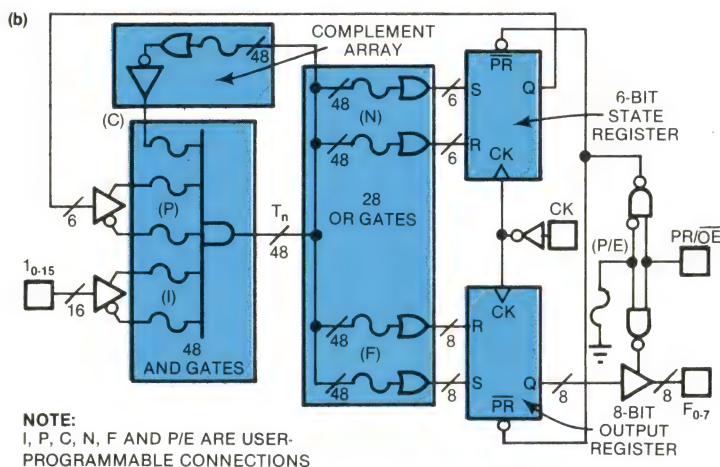 (b)
COMPLEMENT
ARRAY
48
(C)
(P)
6
1₀₋₁₅
16
(I)
48
AND GATES
Tn
48
48
(N)
48
28
OR GATES
48
(F)
48
6
6
8
8
PR
S
Q
R
CK
6-BIT
STATE
REGISTER
CK
CK
R
S
Q
PR
8
(P/E)
PR/OE
8
F₀₋₇
8-BIT
OUTPUT
REGISTER
NOTE:
I, P, C, N, F AND P/E ARE USER-
PROGRAMMABLE CONNECTIONS